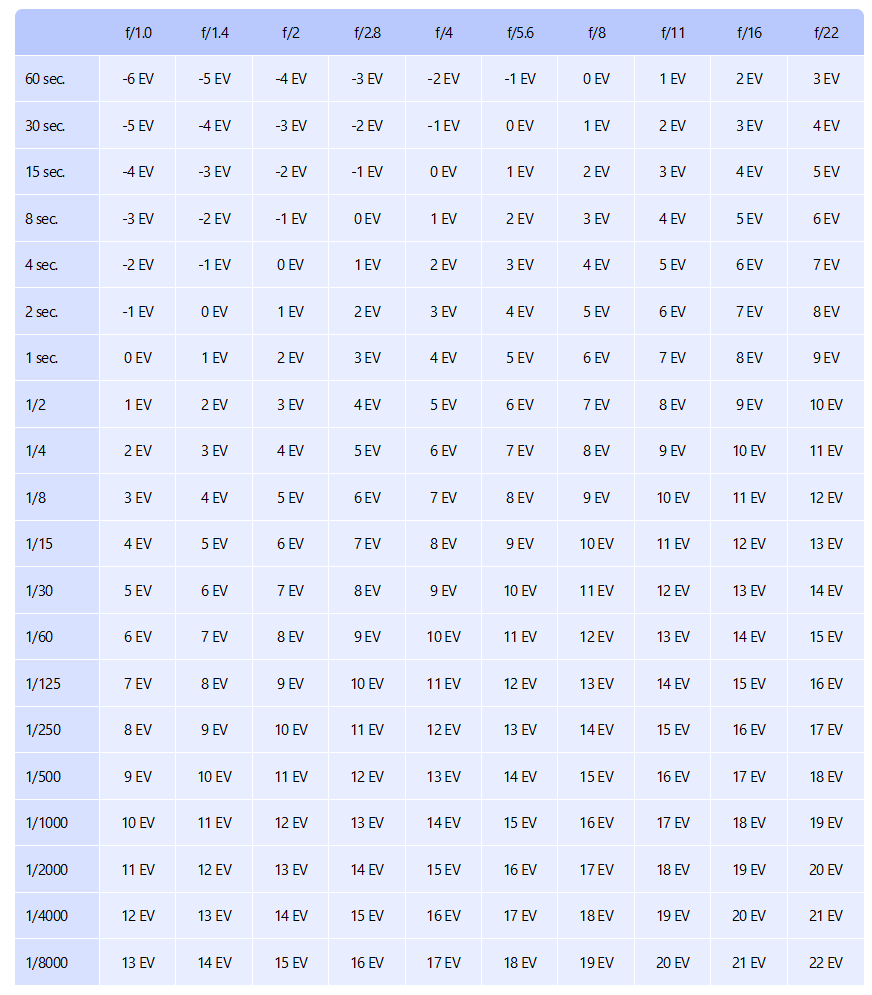 f/1.0 f/1.4 f/2 f/2.8 f/4 f/5.6 f/8 f/11 f/16 f/22
60 sec. -6 EV -5 EV -4 EV -3 EV -2 EV -1 EV 0 EV 1 EV 2 EV 3 EV
30 sec. -5 EV -4 EV -3 EV -2 EV -1 EV 0 EV 1 EV 2 EV 3 EV 4 EV
15 sec. -4 EV -3 EV -2 EV -1 EV 0 EV 1 EV 2 EV 3 EV 4 EV 5 EV
8 sec. -3 EV -2 EV -1 EV 0 EV 1 EV 2 EV 3 EV 4 EV 5 EV 6 EV
4 sec. -2 EV -1 EV 0 EV 1 EV 2 EV 3 EV 4 EV 5 EV 6 EV 7 EV
2 sec. -1 EV 0 EV 1 EV 2 EV 3 EV 4 EV 5 EV 6 EV 7 EV 8 EV
1 sec. 0 EV 1 EV 2 EV 3 EV 4 EV 5 EV 6 EV 7 EV 8 EV 9 EV
1/2 1 EV 2 EV 3 EV 4 EV 5 EV 6 EV 7 EV 8 EV 9 EV 10 EV
1/4 2 EV 3 EV 4 EV 5 EV 6 EV 7 EV 8 EV 9 EV 10 EV 11 EV
1/8 3 EV 4 EV 5 EV 6 EV 7 EV 8 EV 9 EV 10 EV 11 EV 12 EV
1/15 4 EV 5 EV 6 EV 7 EV 8 EV 9 EV 10 EV 11 EV 12 EV 13 EV
1/30 5 EV 6 EV 7 EV 8 EV 9 EV 10 EV 11 EV 12 EV 13 EV 14 EV
1/60 6 EV 7 EV 8 EV 9 EV 10 EV 11 EV 12 EV 13 EV 14 EV 15 EV
1/125 7 EV 8 EV 9 EV 10 EV 11 EV 12 EV 13 EV 14 EV 15 EV 16 EV
1/250 8 EV 9 EV 10 EV 11 EV 12 EV 13 EV 14 EV 15 EV 16 EV 17 EV
1/500 9 EV 10 EV 11 EV 12 EV 13 EV 14 EV 15 EV 16 EV 17 EV 18 EV
1/1000 10 EV 11 EV 12 EV 13 EV 14 EV 15 EV 16 EV 17 EV 18 EV 19 EV
1/2000 11 EV 12 EV 13 EV 14 EV 15 EV 16 EV 17 EV 18 EV 19 EV 20 EV
1/4000 12 EV 13 EV 14 EV 15 EV 16 EV 17 EV 18 EV 19 EV 20 EV 21 EV
1/8000 13 EV 14 EV 15 EV 16 EV 17 EV 18 EV 19 EV 20 EV 21 EV 22 EV